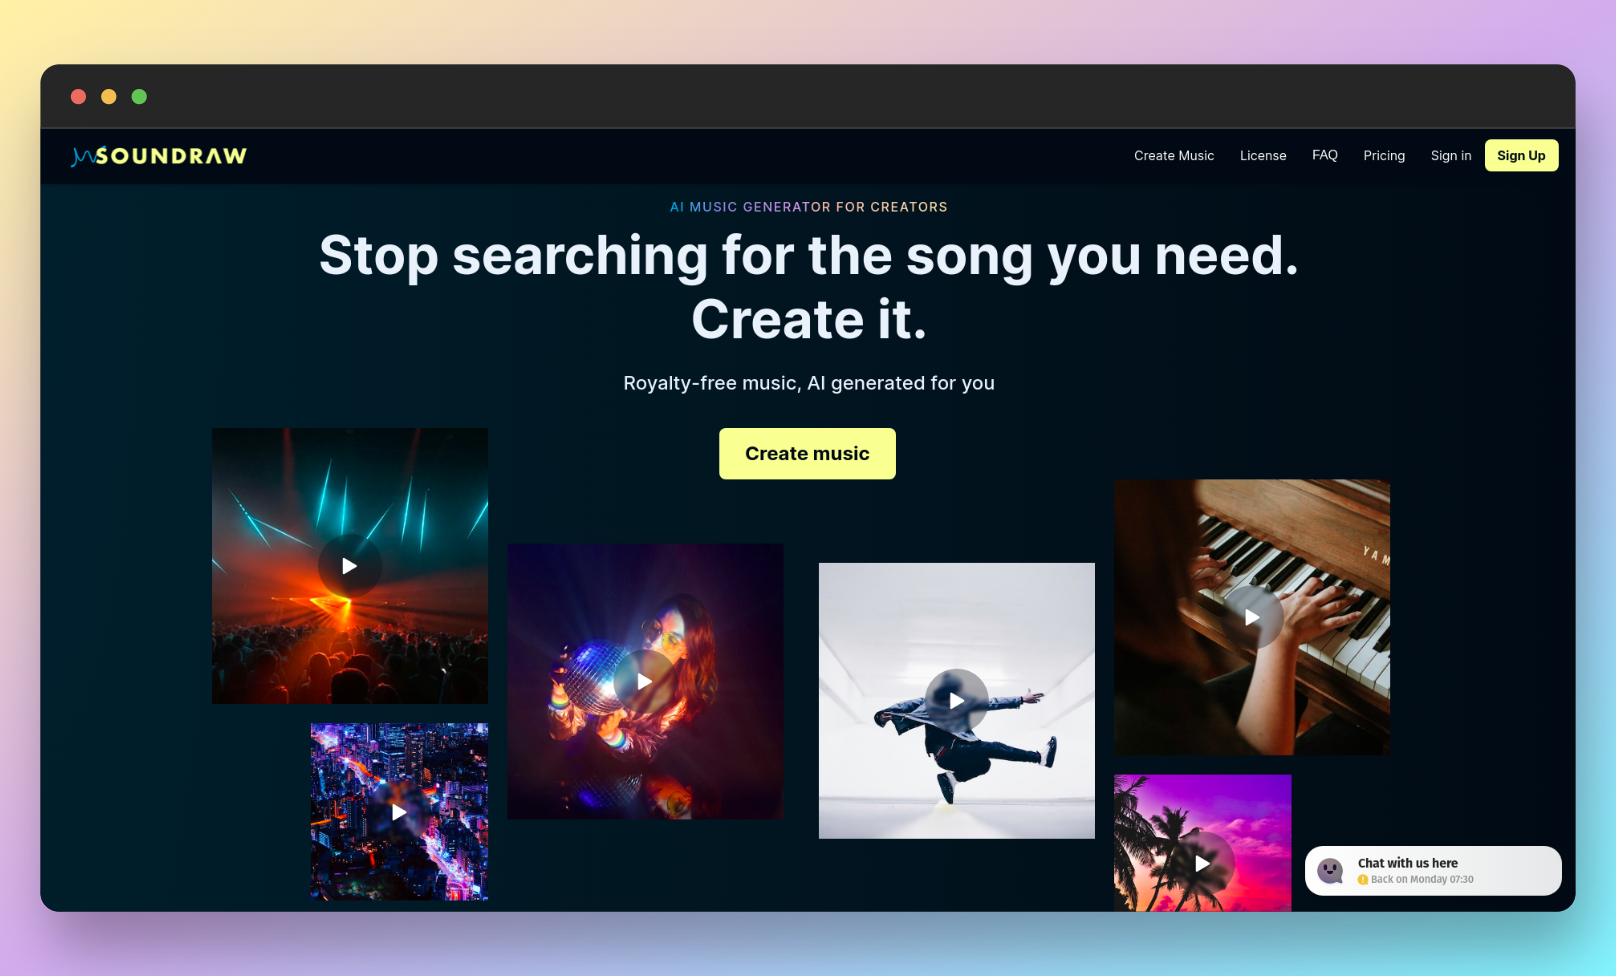 SOUNDRAW
Create Music
License
FAQ
Pricing
Sign in
Sign Up
AI MUSIC GENERATOR FOR CREATORS
Stop searching for the song you need.
Create it.
Royalty-free music, AI generated for you
Create music
YAM
Chat with us here
Back on Monday 07:30